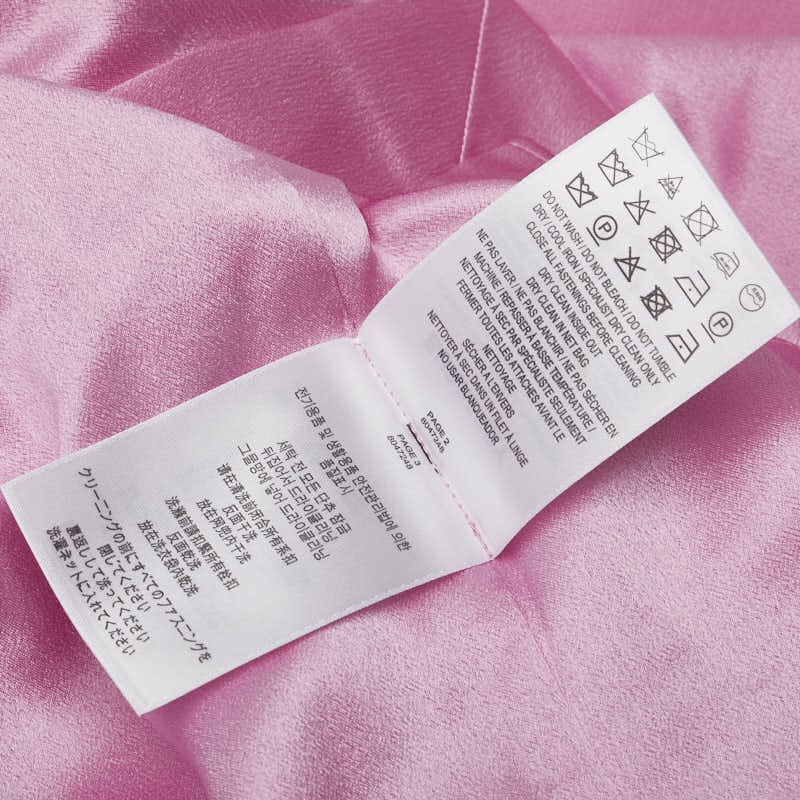 DO NOT WASH / DO NOT BLEACH / DO NOT TUMBLE
DRY / COOL IRON / SPECIALIST DRY CLEAN ONLY
CLOSE ALL FASTENINGS BEFORE CLEANING
DRY CLEAN INSIDE OUT
DRY CLEAN IN NET BAG
NE PAS LAVER / NE PAS BLANCHIR / NE PAS SÉCHER EN
MACHINE / REPASSER À BASSE TEMPÉRATURE /
NETTOYAGE À SEC PAR SPÉCIALISTE SEULEMENT
FERMER TOUTES LES ATTACHES AVANT LE
NETTOYAGE
SÉCHER À L'ENVERS
NETTOYER À SEC DANS UN FILET À LINGE
NO USAR BLANQUEADOR
PAGE 2
8047248
PAGE 3
8047248
전기용품 및 생활용품 안전관리법에 의한
품질표시
세탁 전 모든 단추 잠금
뒤집어서 드라이클리닝
그물망에 넣어 드라이클리닝
请在清洗前闭合所有系扣
反面干洗
放在网兜内干洗
洗滌前請扣緊所有栓扣
反面乾洗
放在洗衣袋內乾洗
クリーニングの前にすべてのファスニングを
閉じてください
裏返しして洗ってください
洗濯ネットに入れてください